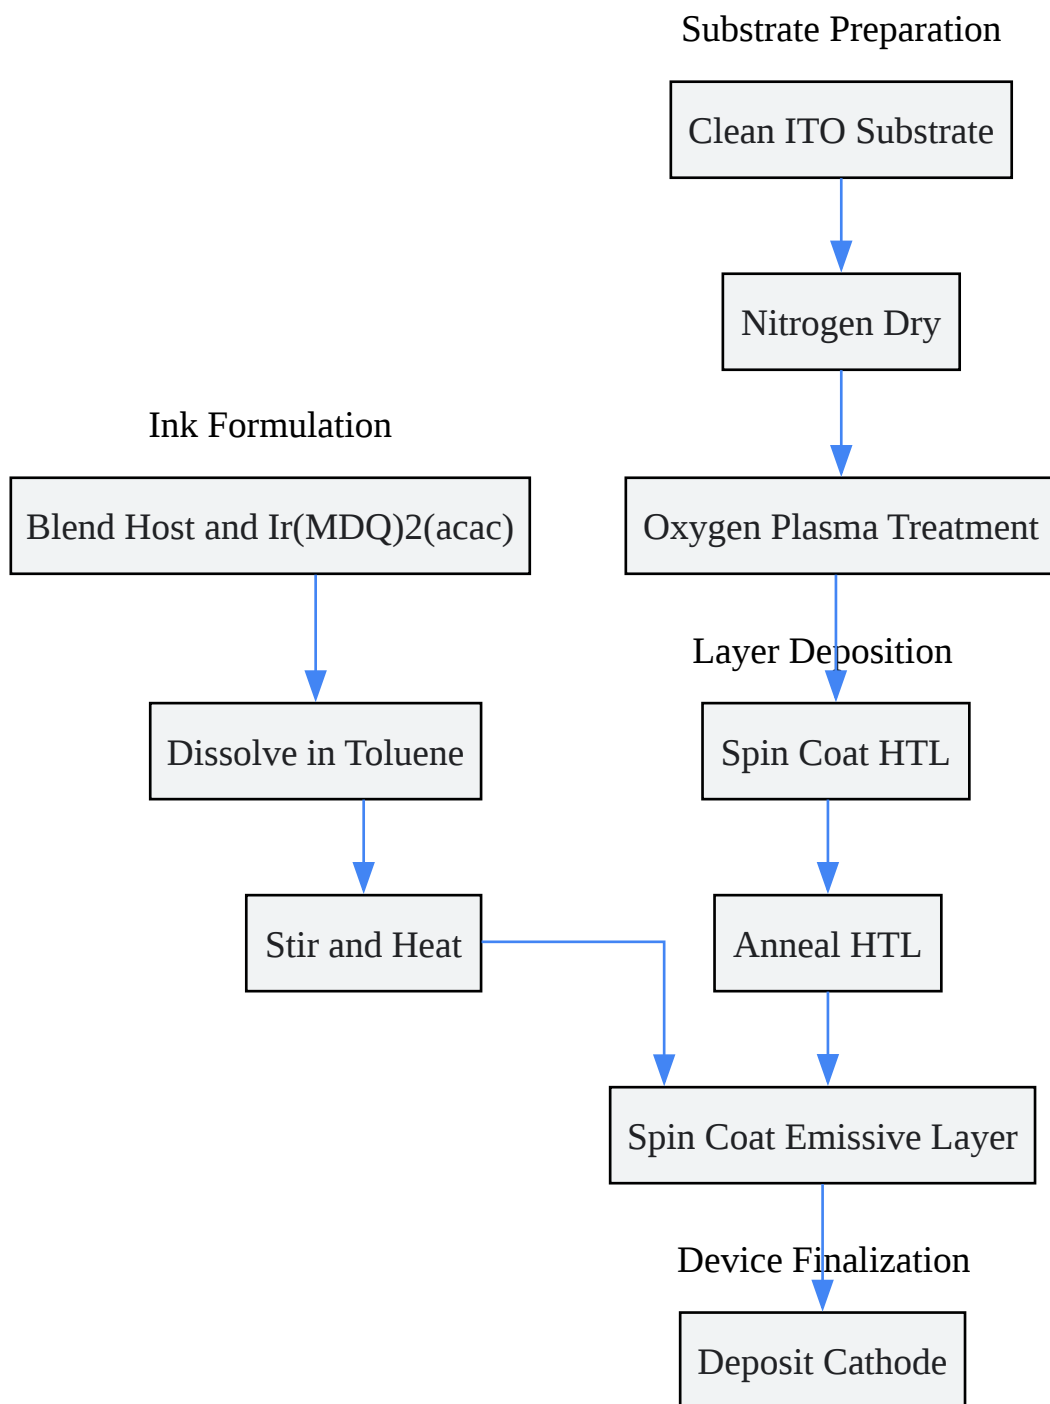 Substrate Preparation
Clean ITO Substrate
Nitrogen Dry
Ink Formulation
Blend Host and Ir(MDQ)2(acac)
Oxygen Plasma Treatment
Layer Deposition
Dissolve in Toluene
Spin Coat HTL
Stir and Heat
Anneal HTL
Spin Coat Emissive Layer
Device Finalization
Deposit Cathode